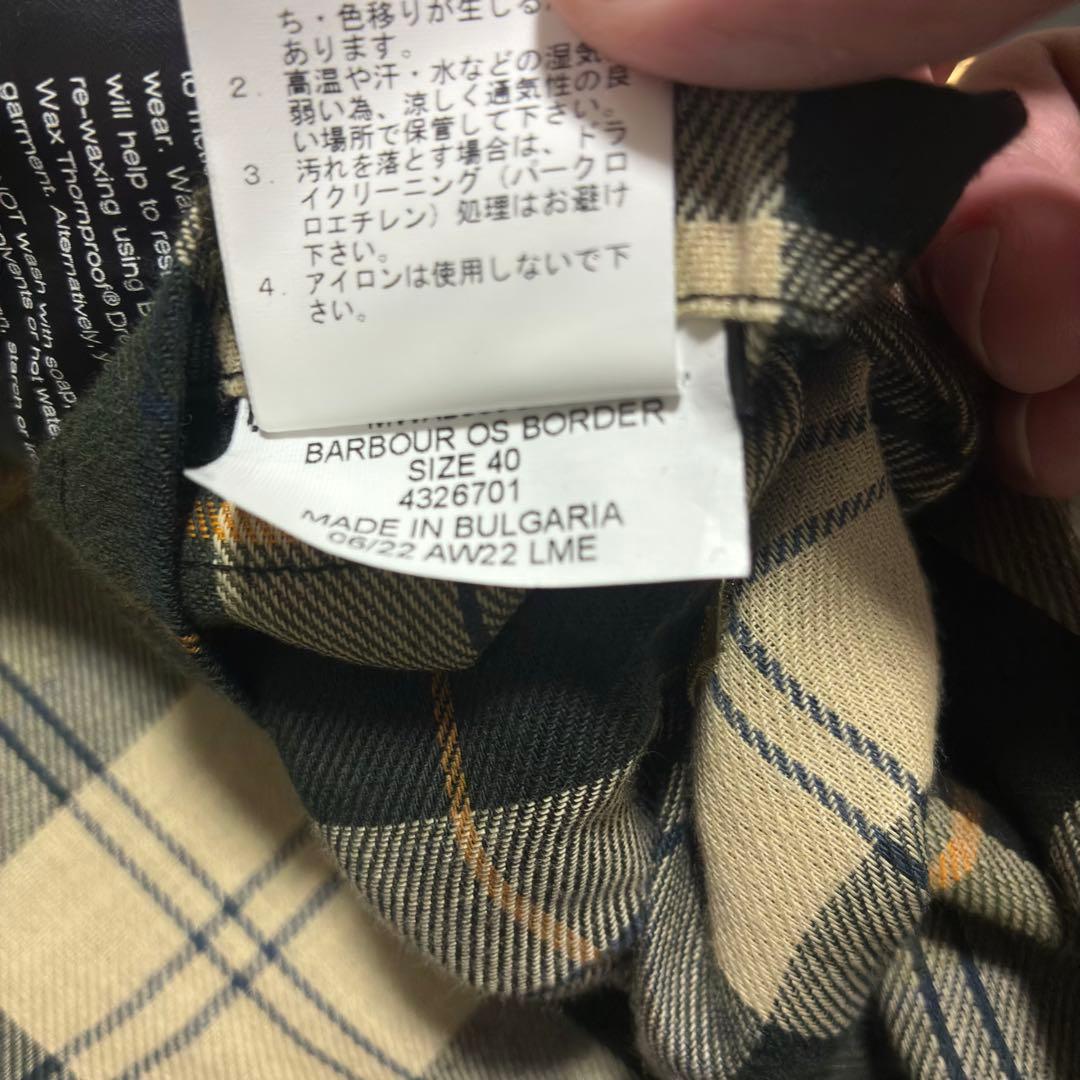 ち・色移りが生じる
あります。
2. 高温や汗・水などの湿気
弱い為、涼しく通気性の良
い場所で保管して下さい。
3. 汚れを落とす場合は、ドラ
イクリーニング（パークロ
ロエチレン）処理はお避け
下さい。
4. アイロンは使用しないで下
さい。
BARBOUR OS BORDER
SIZE 40
4326701
MADE IN BULGARIA
06/22 AW22 LME
wear.
will help to
re-waxing using
Wax Thornproof®
garment. Alternatively,
NOT wash with soap,
solvents or hot
starch or